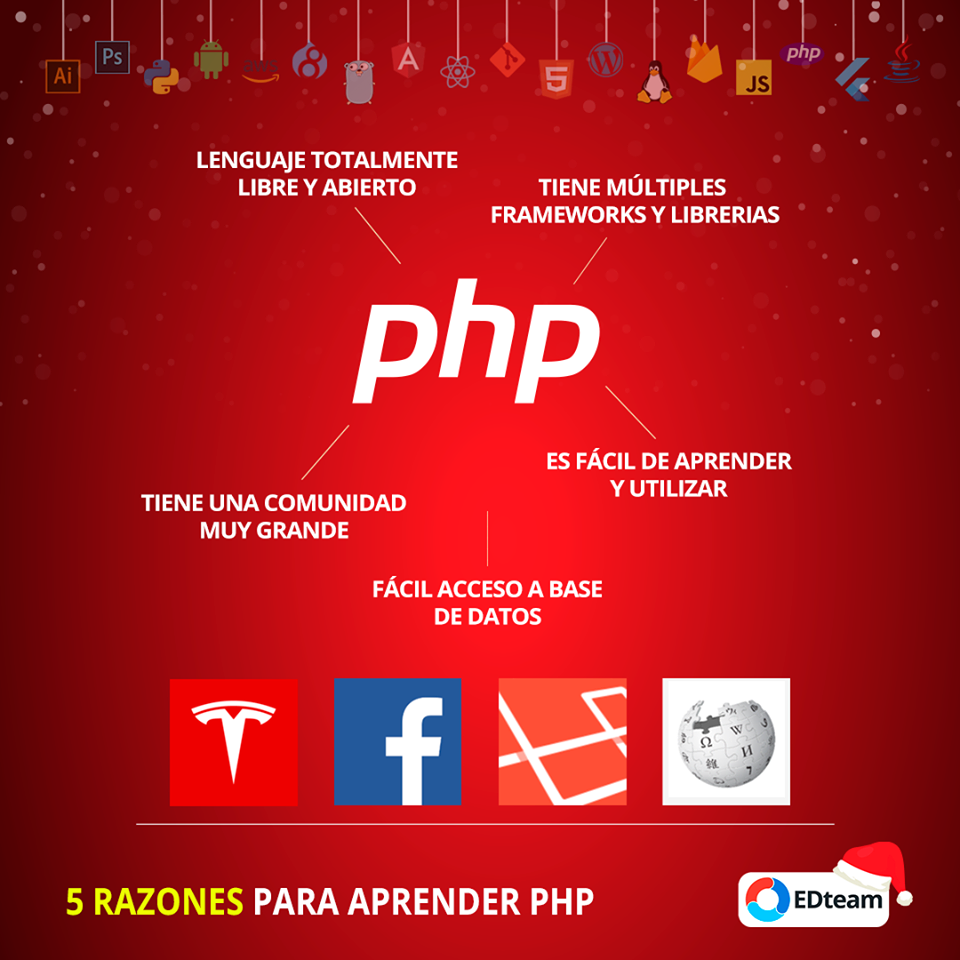 Ai
Ps
php
JS
LENGUAJE TOTALMENTE
LIBRE Y ABIERTO
TIENE MÚLTIPLES
FRAMEWORKS Y LIBRERIAS
php
ES FÁCIL DE APRENDER
Y UTILIZAR
TIENE UNA COMUNIDAD
MUY GRANDE
FÁCIL ACCESO A BASE
DE DATOS
5 RAZONES PARA APRENDER PHP
EDteam